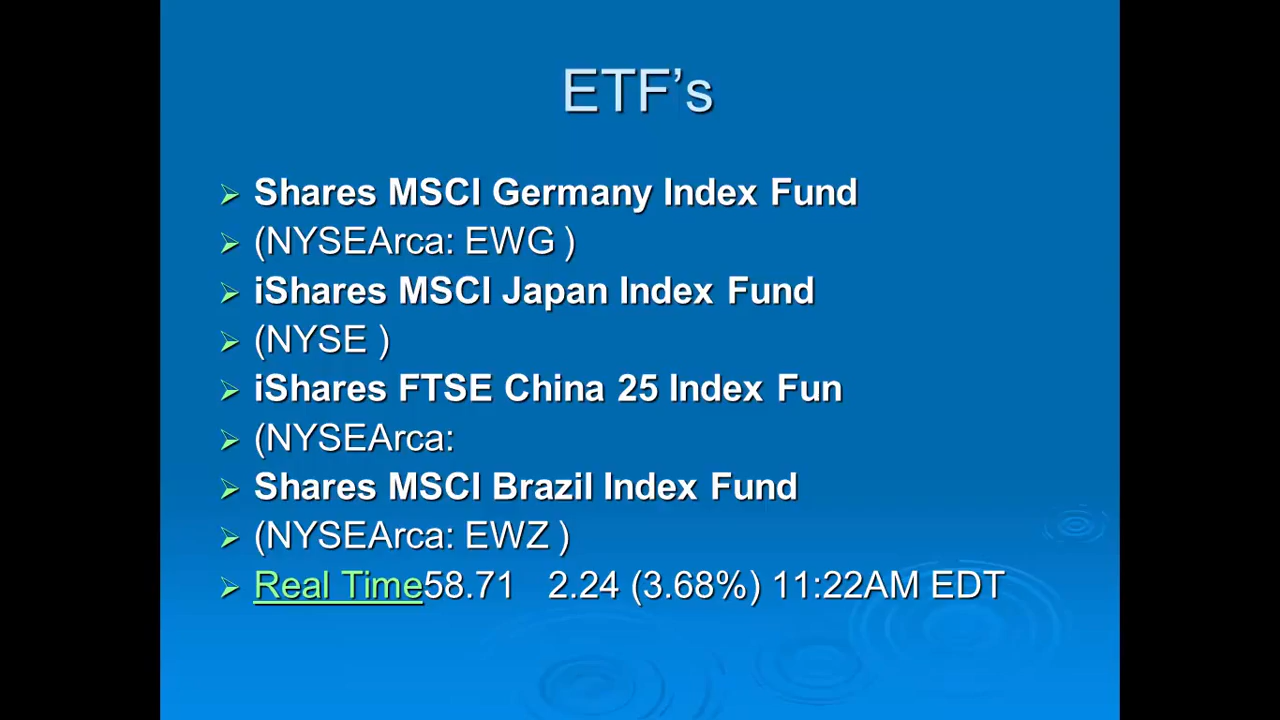 ETF’s
Shares MSCI Germany Index Fund
(NYSEArca: EWG )
iShares MSCI Japan Index Fund
(NYSE )
iShares FTSE China 25 Index Fun
(NYSEArca:
Shares MSCI Brazil Index Fund
(NYSEArca: EWZ )
Real Time58.71 2.24 (3.68%) 11:22AM EDT